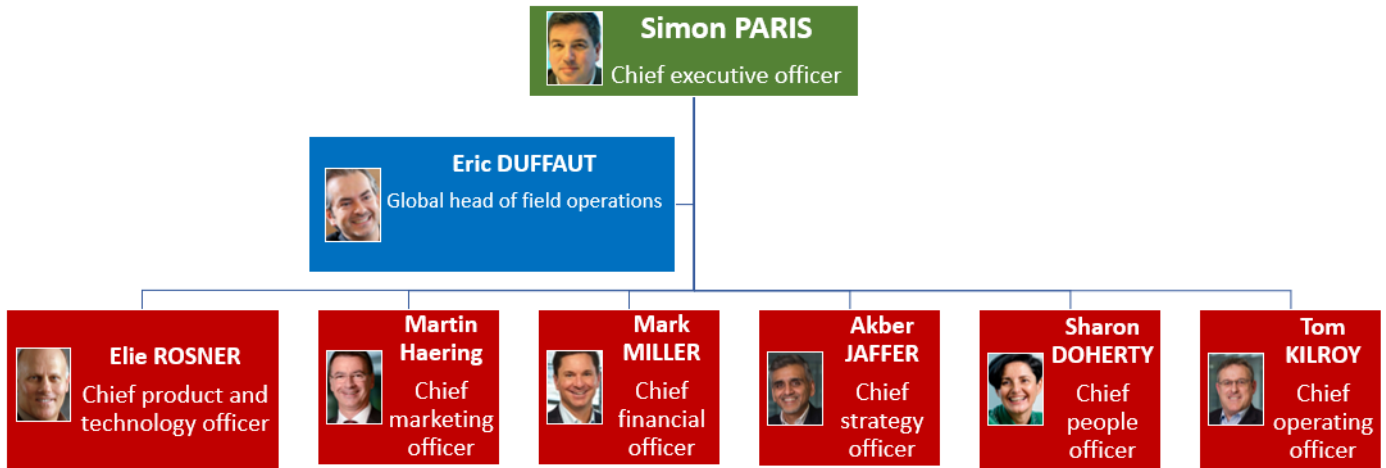 Simon PARIS
Chief executive officer
Eric DUFFAUT
Global head of field operations
Elie ROSNER
Chief product and
technology officer
Martin
Haering
Chief
marketing
officer
Mark
MILLER
Chief
financial
officer
Akber
JAFFER
Chief
strategy
officer
Sharon
DOHERTY
Chief
people
officer
Tom
KILROY
Chief
operating
officer